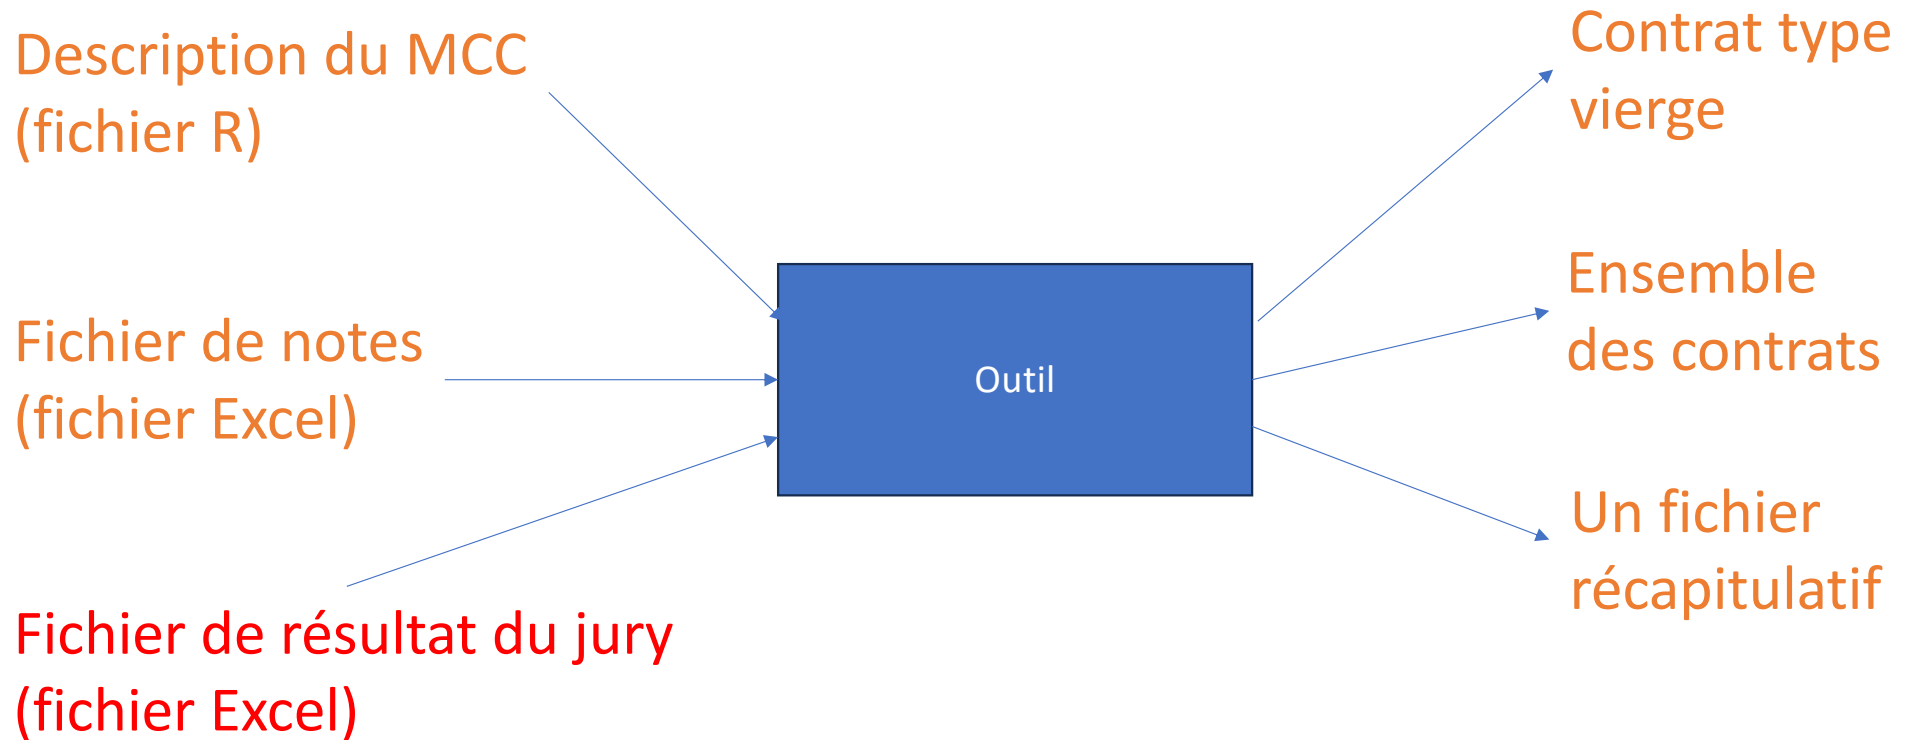 Description du MCC
(fichier R)
Fichier de notes
(fichier Excel)
Fichier de résultat du jury
(fichier Excel)
Outil
Contrat type
vierge
Ensemble
des contrats
Un fichier
récapitulatif